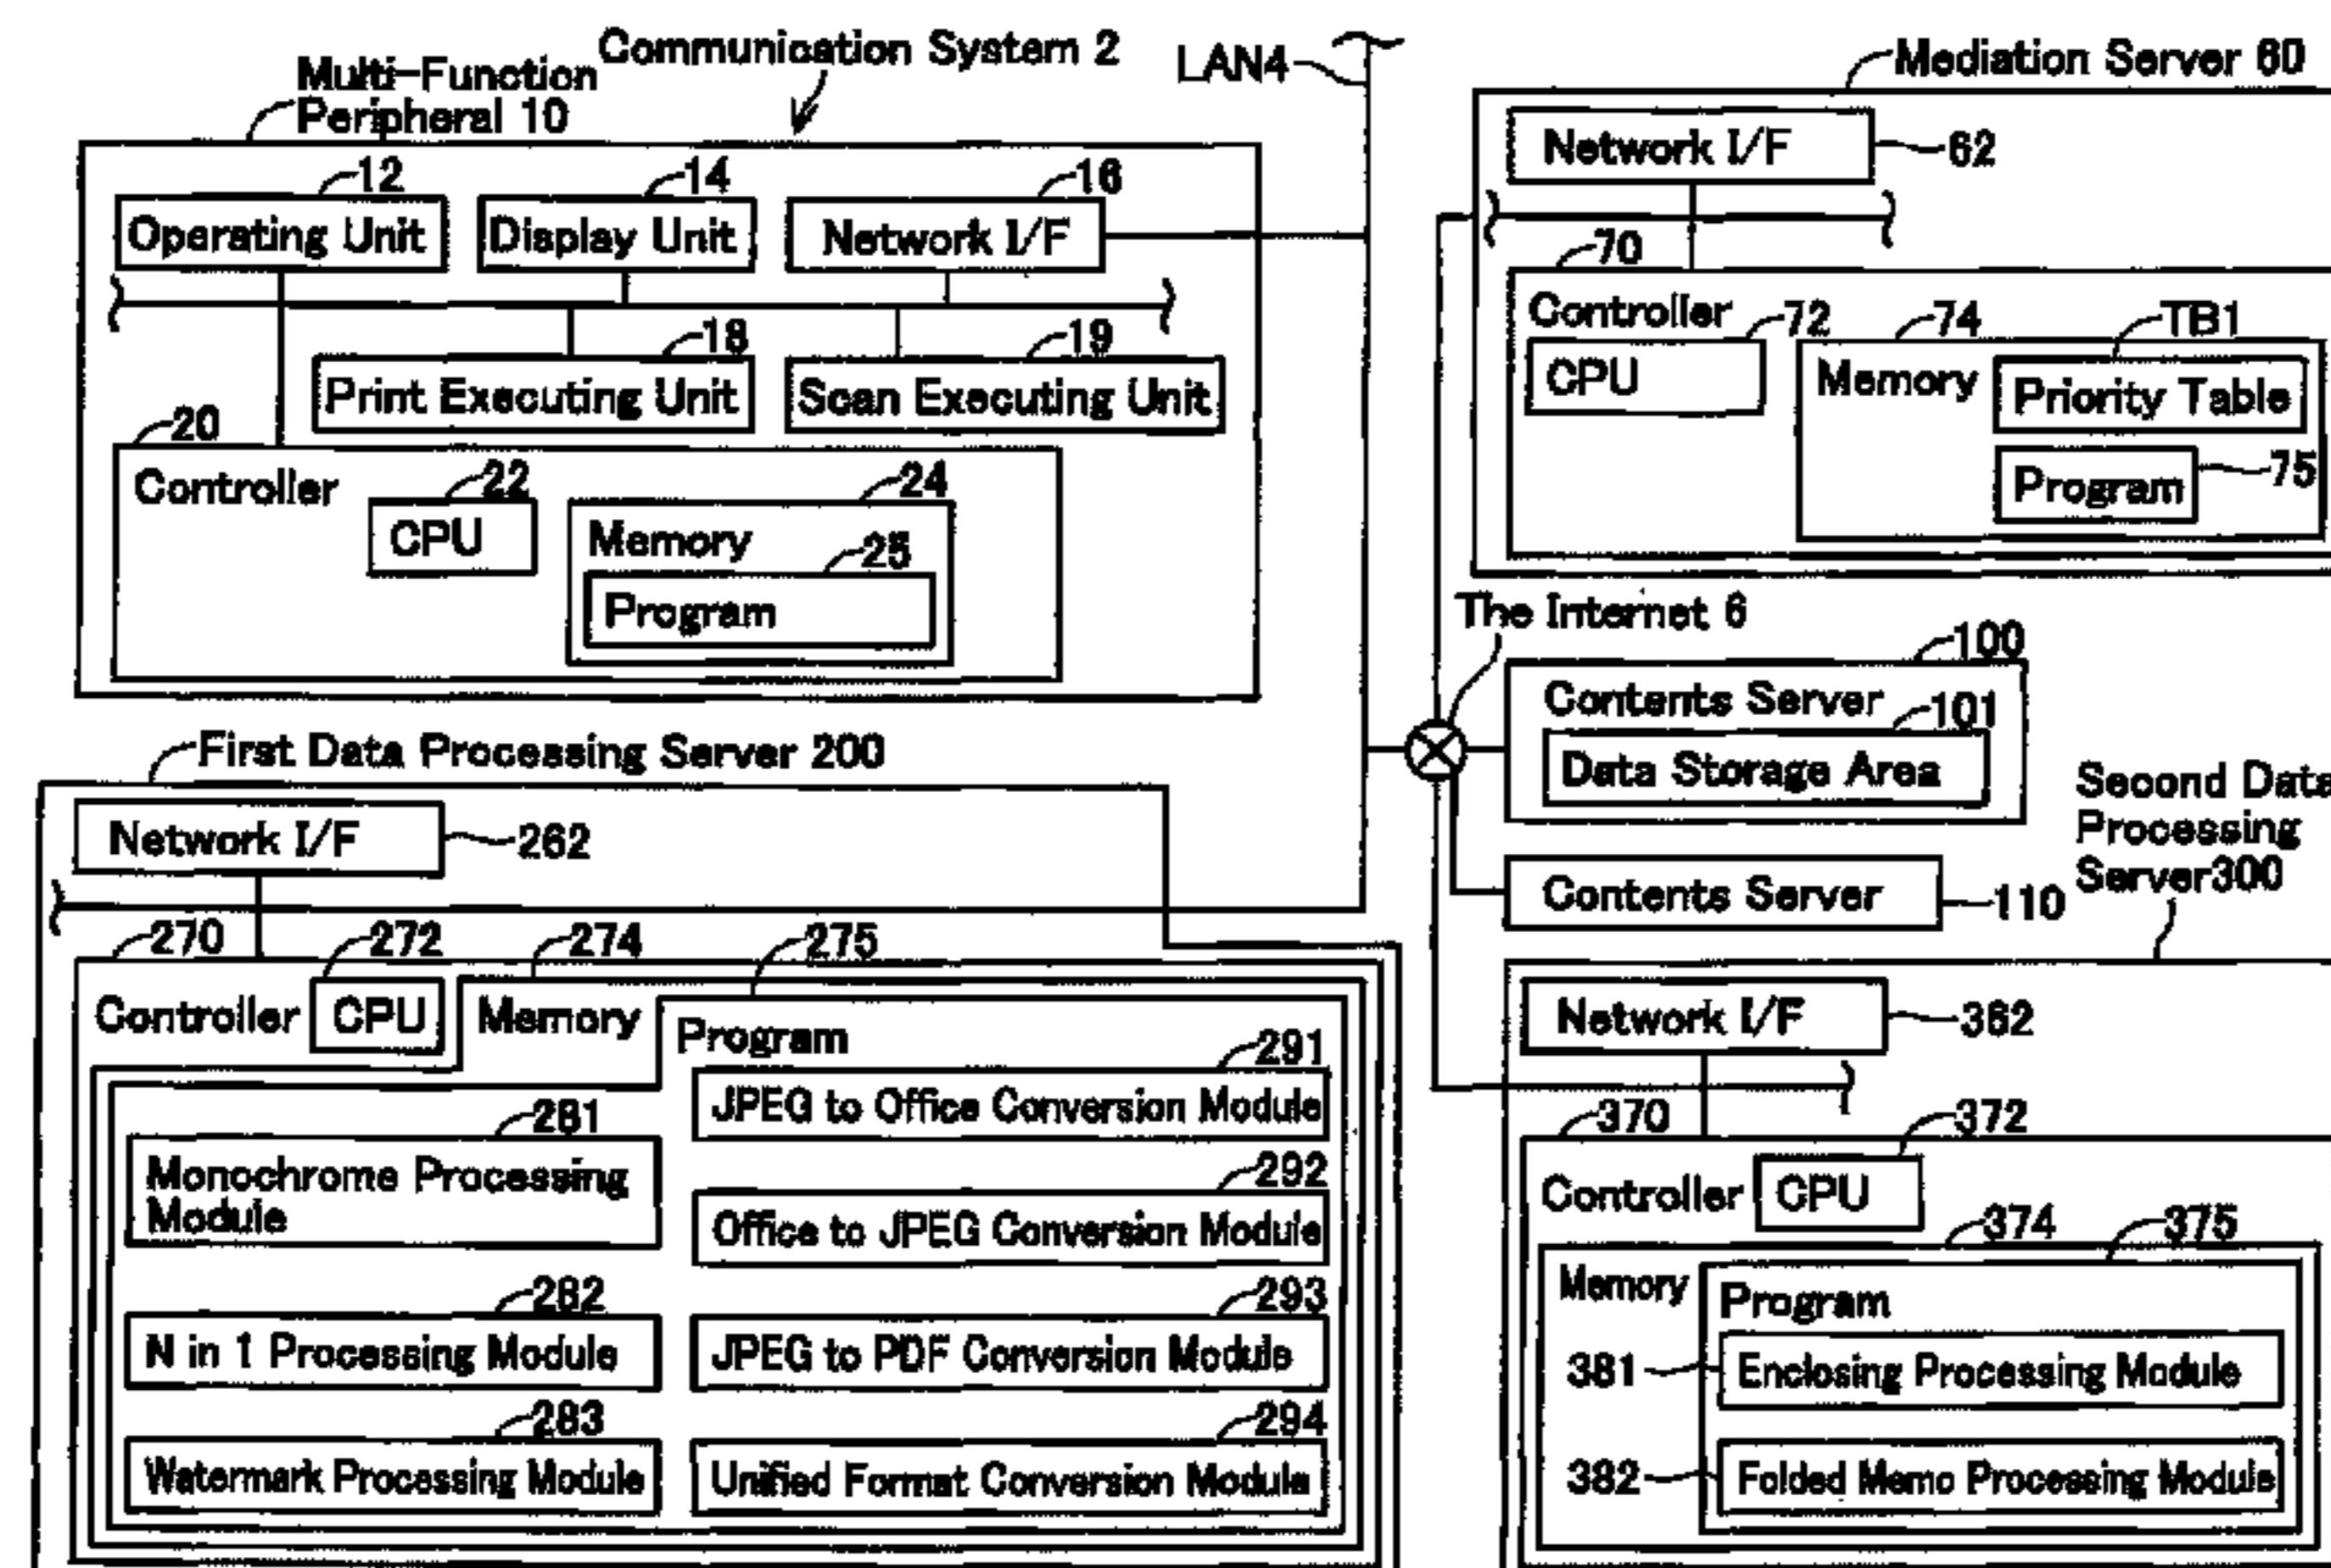 Communication System 2
LAN4
Multi-Function
Peripheral 10
12
14
16
Operating Unit
Display Unit
Network I/F
18
19
Print Executing Unit
Scan Executing Unit
20
Controller
22
CPU
24
Memory
25
Program
Mediation Server 60
Network I/F
62
70
Controller
72
CPU
74
Memory
TB1
Priority Table
Program
75
The Internet 6
100
Contents Server
101
Data Storage Area
Contents Server
110
First Data Processing Server 200
Network I/F
262
270
Controller
272
CPU
274
Memory
275
Program
281
Monochrome Processing
Module
282
N in 1 Processing Module
283
Watermark Processing Module
291
JPEG to Office Conversion Module
292
Office to JPEG Conversion Module
293
JPEG to PDF Conversion Module
294
Unified Format Conversion Module
Second Data
Processing
Server300
Network I/F
362
370
Controller
372
CPU
374
Memory
375
Program
381
Enclosing Processing Module
382
Folded Memo Processing Module